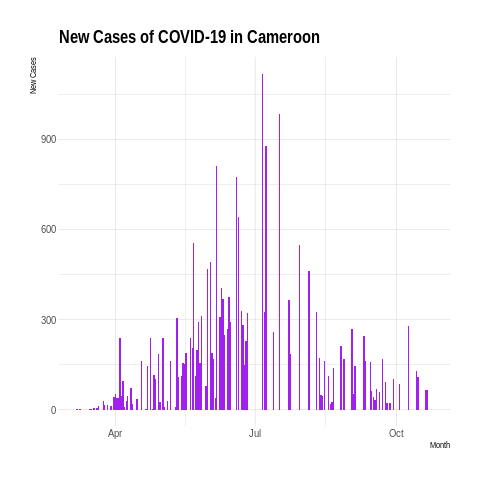 New Cases of COVID-19 in Cameroon
New Cases
900
600
300
0
Apr
Jul
Oct
Month